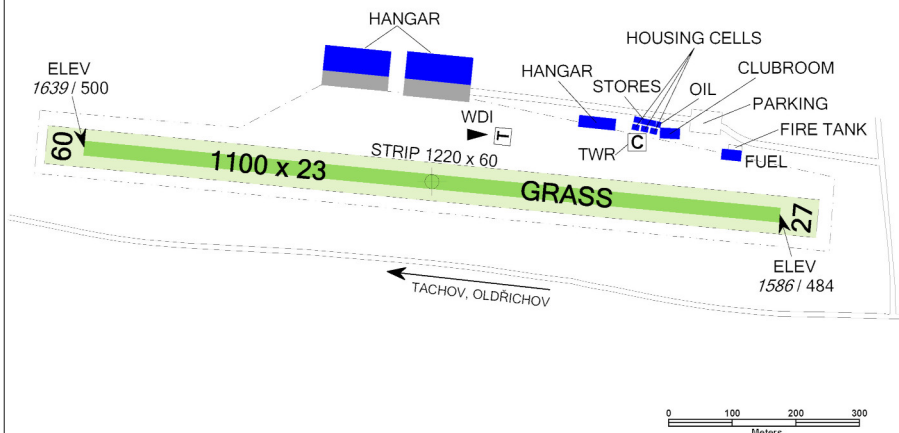 HANGAR
HOUSING CELLS
ELEV
1639 / 500
HANGAR
STORES
OIL
CLUBROOM
PARKING
WDI
T
FIRE TANK
TWR
C
FUEL
09
STRIP 1220 x 60
1100 x 23
GRASS
27
ELEV
1586 / 484
TACHOV, OLDŘICHOV
0 100 200 300
Meters